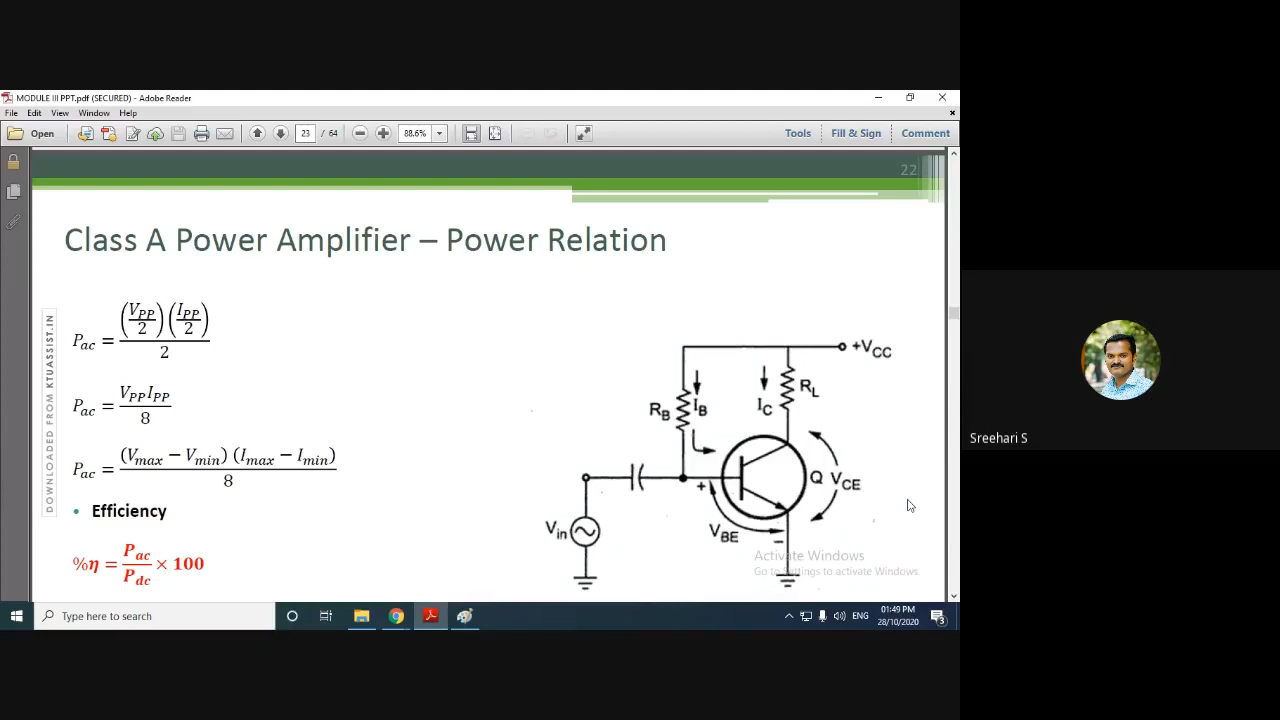 MODULE III PPT.pdf (SECURED) - Adobe Reader
File Edit View Window Help
Open 23 / 64 88.6% Tools Fill & Sign Comment
22
Class A Power Amplifier – Power Relation
DOWNLOADED FROM KTUASSIST.IN
P_ac = (V_PP/2)(I_PP/2)/2
P_ac = V_PP I_PP/8
P_ac = (V_max − V_min) (I_max − I_min)/8
• Efficiency
%η = P_ac/P_dc × 100
+V_CC
R_L
R_B I_B I_C
+ Q V_CE
V_in V_BE −
Activate Windows
Go to Settings to activate Windows.
Sreehari S
Type here to search
ENG 01:49 PM
28/10/2020
3